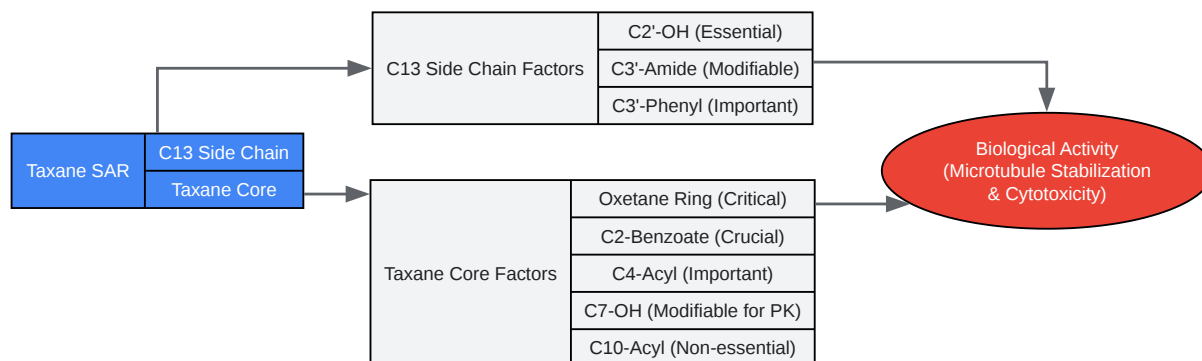 Taxane SAR
C13 Side Chain
Taxane Core
C13 Side Chain Factors
C2'-OH (Essential)
C3'-Amide (Modifiable)
C3'-Phenyl (Important)
Taxane Core Factors
Oxetane Ring (Critical)
C2-Benzoate (Crucial)
C4-Acyl (Important)
C7-OH (Modifiable for PK)
C10-Acyl (Non-essential)
Biological Activity
(Microtubule Stabilization
& Cytotoxicity)